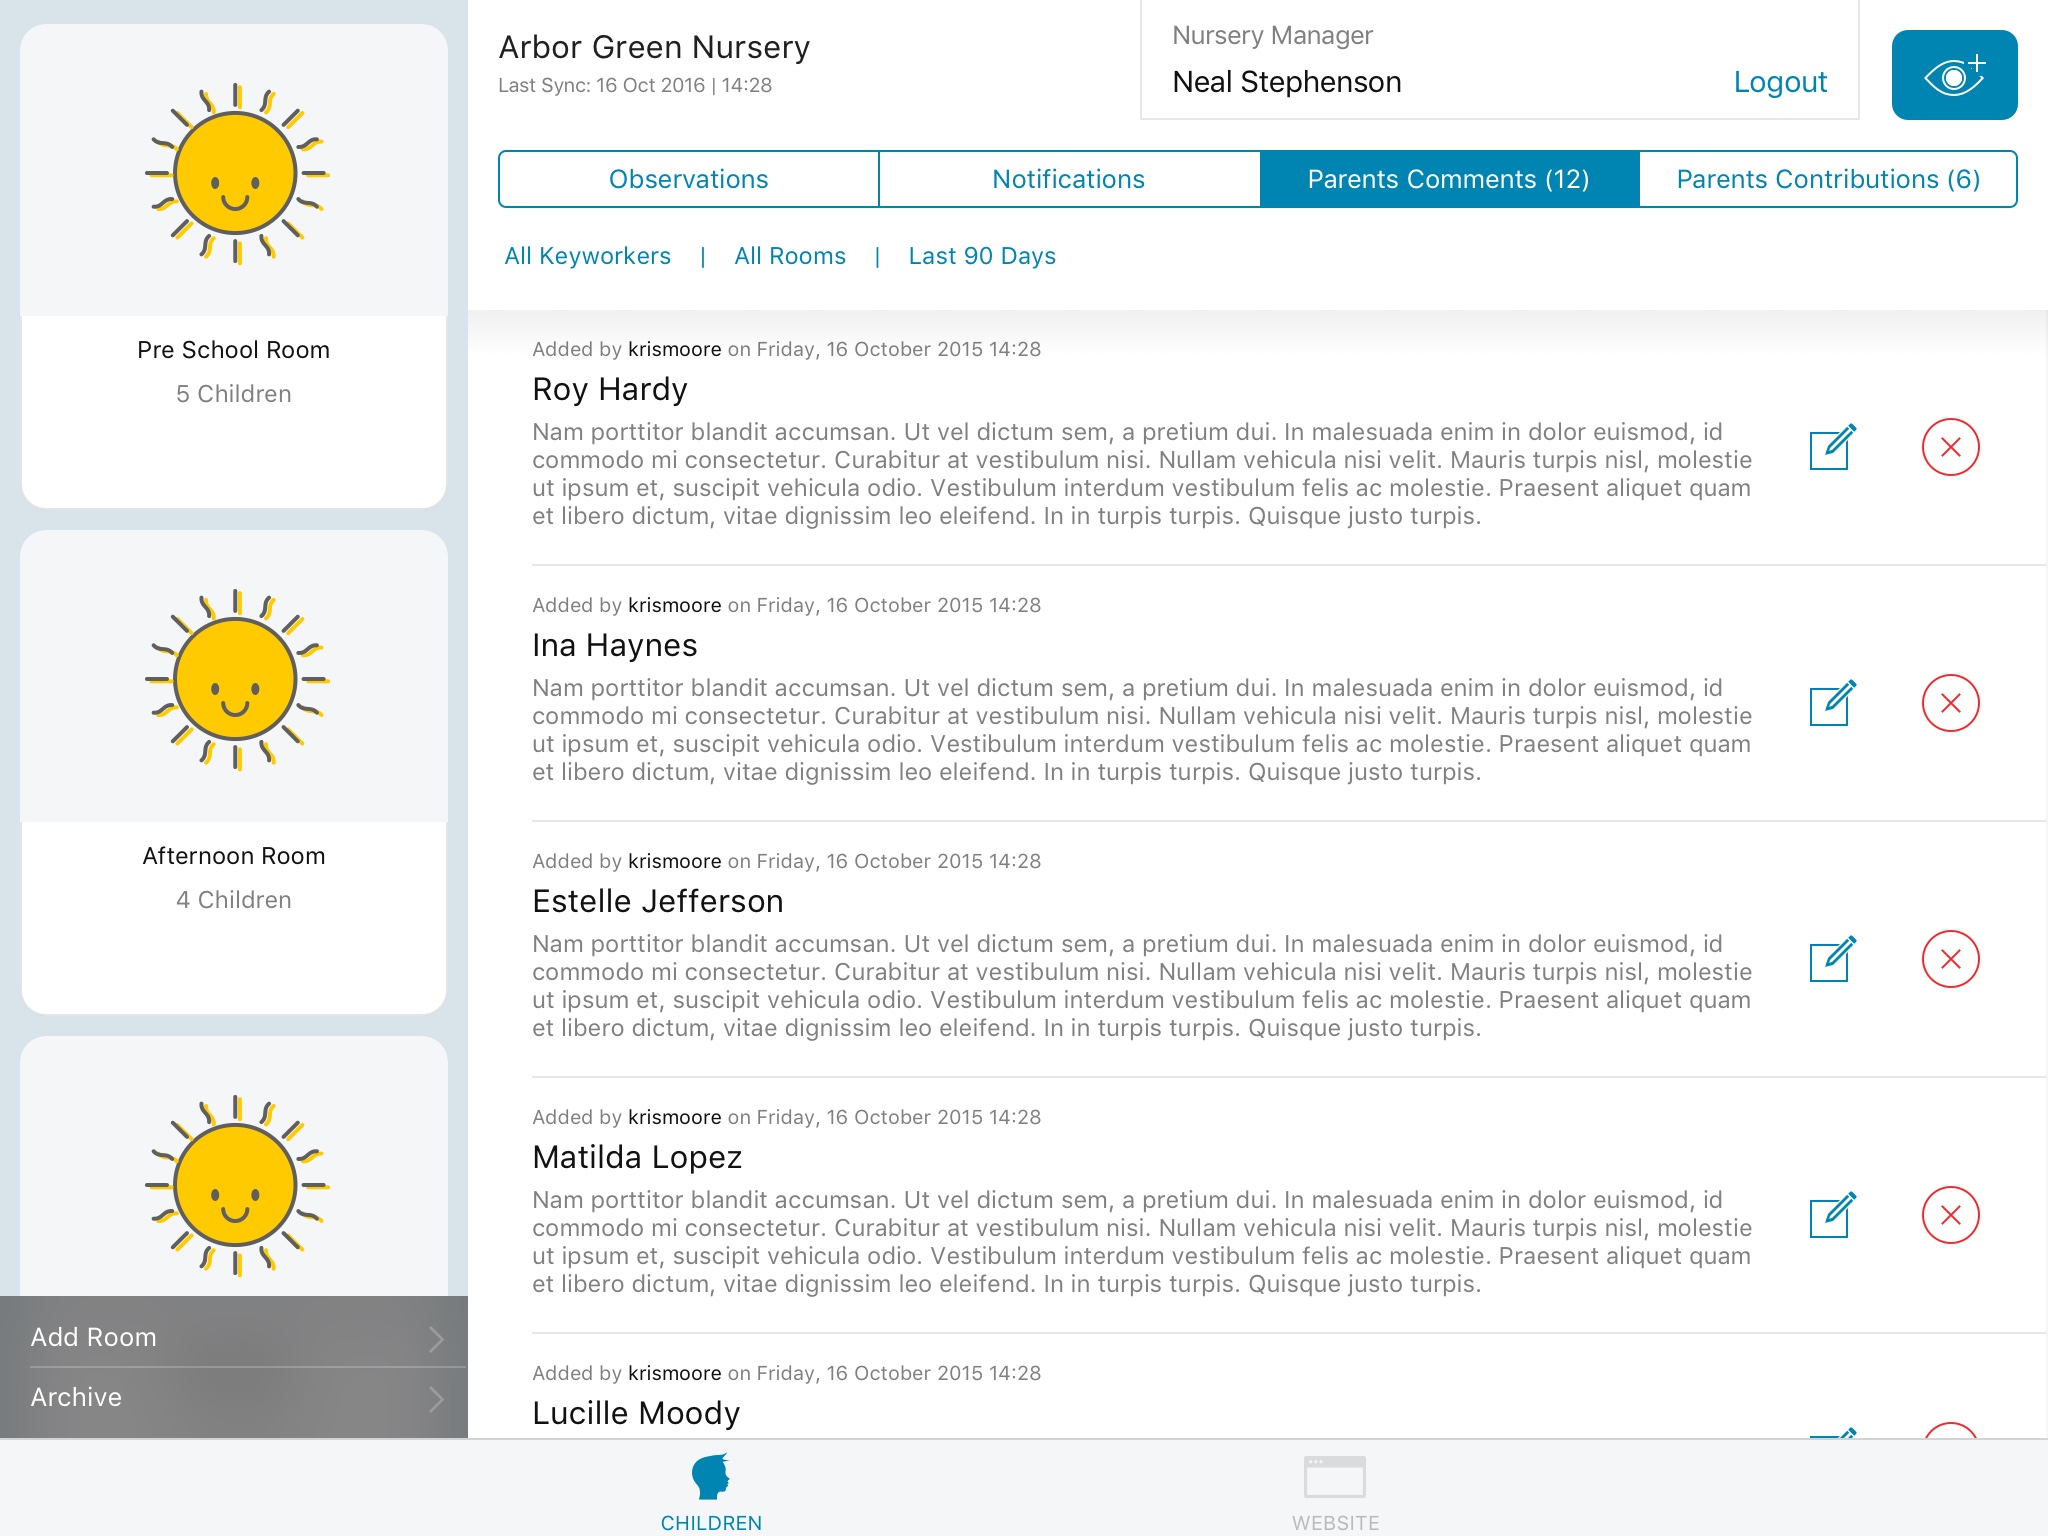 Pre School Room
5 Children
Afternoon Room
4 Children
Add Room
Archive
Arbor Green Nursery
Last Sync: 16 Oct 2016 | 14:28
Nursery Manager
Neal Stephenson
Logout
Observations
Notifications
Parents Comments (12)
Parents Contributions (6)
All Keyworkers | All Rooms | Last 90 Days
Added by krismoore on Friday, 16 October 2015 14:28
Roy Hardy
Nam porttitor blandit accumsan. Ut vel dictum sem, a pretium dui. In malesuada enim in dolor euismod, id
commodo mi consectetur. Curabitur at vestibulum nisi. Nullam vehicula nisi velit. Mauris turpis nisl, molestie
ut ipsum et, suscipit vehicula odio. Vestibulum interdum vestibulum felis ac molestie. Praesent aliquet quam
et libero dictum, vitae dignissim leo eleifend. In in turpis turpis. Quisque justo turpis.
Added by krismoore on Friday, 16 October 2015 14:28
Ina Haynes
Nam porttitor blandit accumsan. Ut vel dictum sem, a pretium dui. In malesuada enim in dolor euismod, id
commodo mi consectetur. Curabitur at vestibulum nisi. Nullam vehicula nisi velit. Mauris turpis nisl, molestie
ut ipsum et, suscipit vehicula odio. Vestibulum interdum vestibulum felis ac molestie. Praesent aliquet quam
et libero dictum, vitae dignissim leo eleifend. In in turpis turpis. Quisque justo turpis.
Added by krismoore on Friday, 16 October 2015 14:28
Estelle Jefferson
Nam porttitor blandit accumsan. Ut vel dictum sem, a pretium dui. In malesuada enim in dolor euismod, id
commodo mi consectetur. Curabitur at vestibulum nisi. Nullam vehicula nisi velit. Mauris turpis nisl, molestie
ut ipsum et, suscipit vehicula odio. Vestibulum interdum vestibulum felis ac molestie. Praesent aliquet quam
et libero dictum, vitae dignissim leo eleifend. In in turpis turpis. Quisque justo turpis.
Added by krismoore on Friday, 16 October 2015 14:28
Matilda Lopez
Nam porttitor blandit accumsan. Ut vel dictum sem, a pretium dui. In malesuada enim in dolor euismod, id
commodo mi consectetur. Curabitur at vestibulum nisi. Nullam vehicula nisi velit. Mauris turpis nisl, molestie
ut ipsum et, suscipit vehicula odio. Vestibulum interdum vestibulum felis ac molestie. Praesent aliquet quam
et libero dictum, vitae dignissim leo eleifend. In in turpis turpis. Quisque justo turpis.
Added by krismoore on Friday, 16 October 2015 14:28
Lucille Moody
CHILDREN
WEBSITE